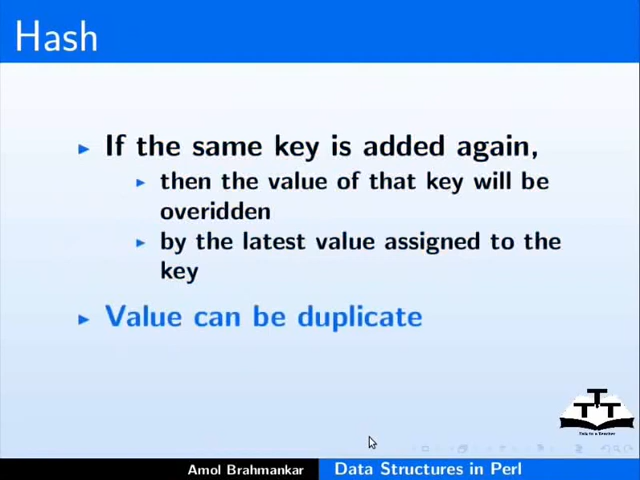 Hash
If the same key is added again,
then the value of that key will be
overidden
by the latest value assigned to the
key
Value can be duplicate
TTT
Amol Brahmankar
Data Structures in Perl